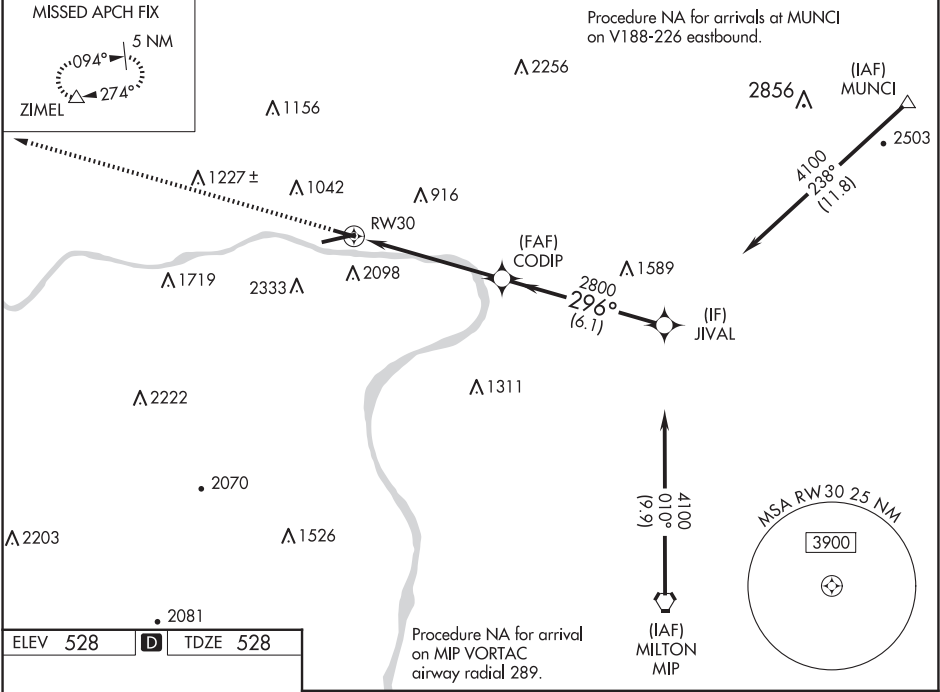 MISSED APCH FIX
5 NM
094°
274°
ZIMEL
Procedure NA for arrivals at MUNCI
on V188-226 eastbound.
2256
2856
(IAF)
MUNCI
2503
1156
4100
238°
(11.8)
1227 ±
1042
916
RW30
(FAF)
CODIP
1589
1719
2333
2098
2800
296°
(6.1)
(IF)
JIVAL
2222
1311
2070
4100
010°
(9.9)
MSA RW30 25 NM
3900
2203
1526
2081
(IAF)
MILTON
MIP
Procedure NA for arrival
on MIP VORTAC
airway radial 289.
ELEV 528 D TDZE 528